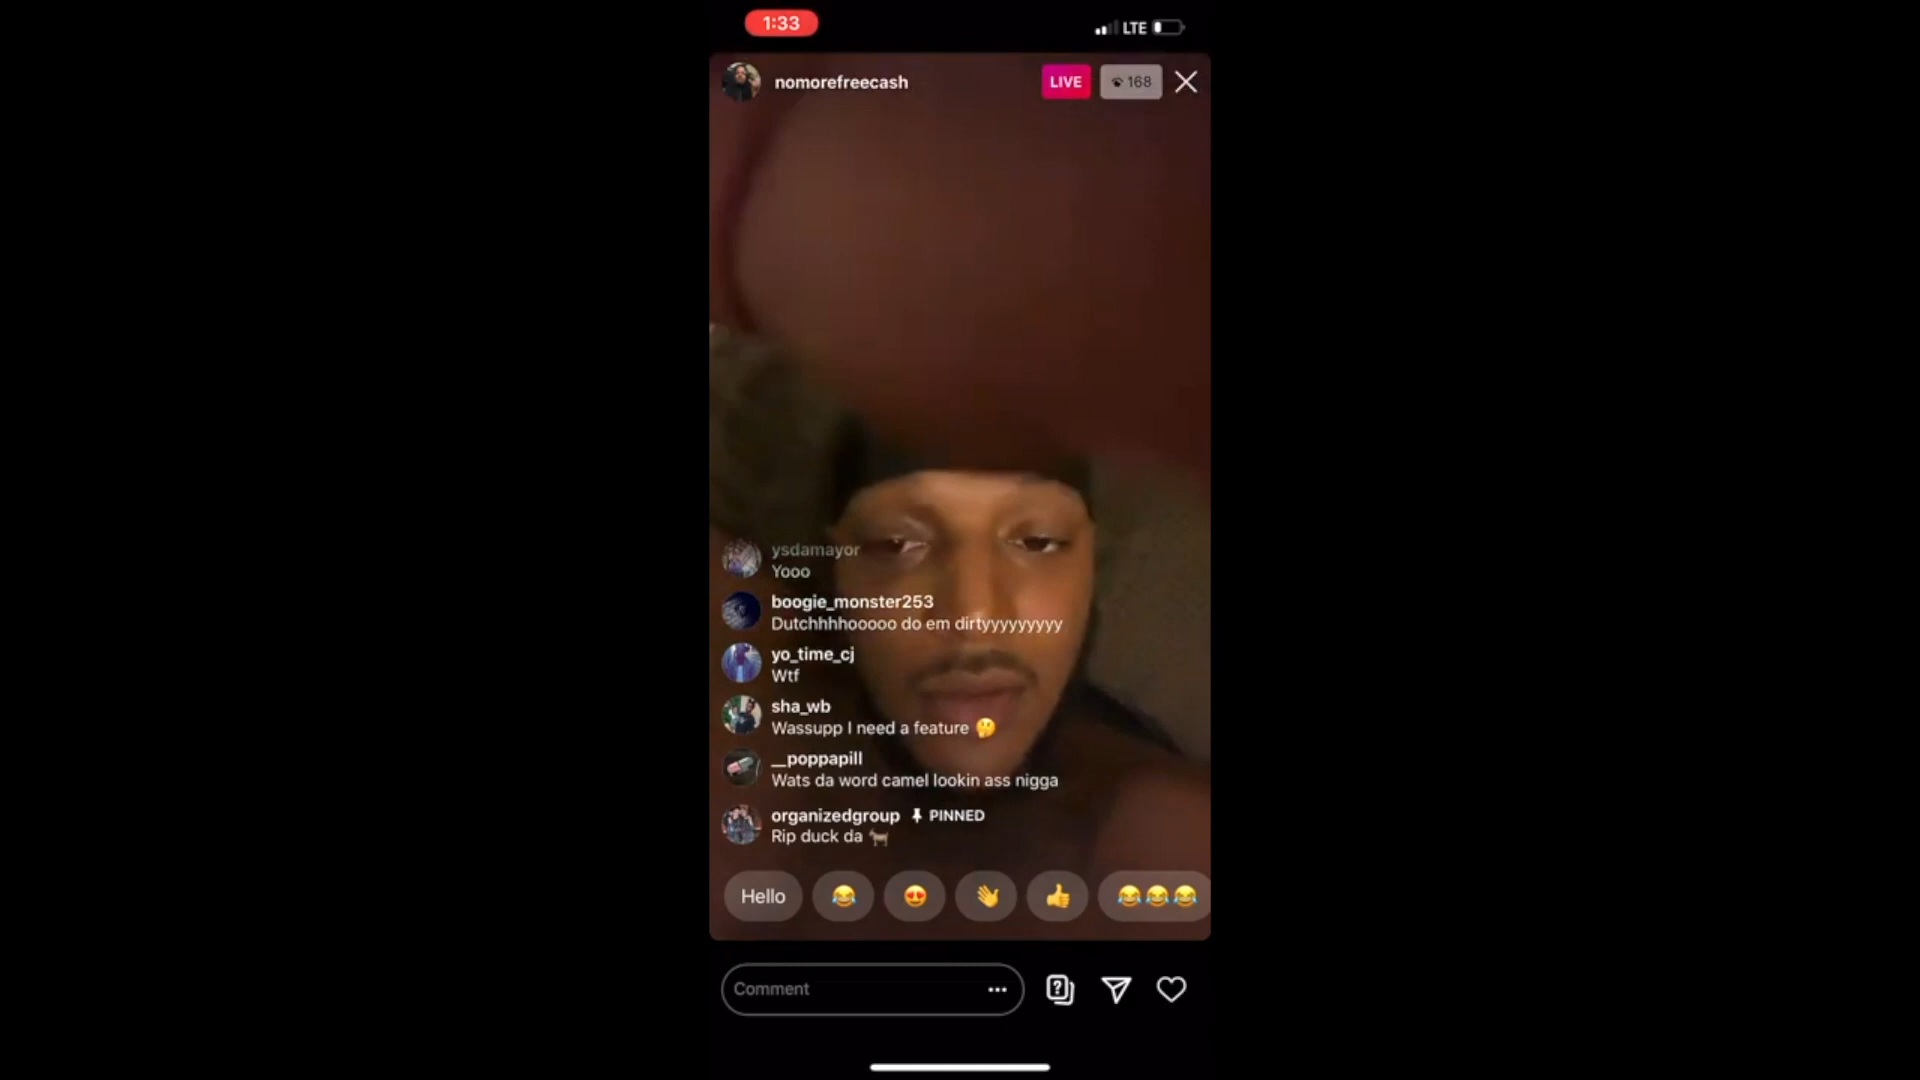 1:33
LTE
nomorefreecash
LIVE
168
ysdamayor
Yooo
boogie_monster253
Dutchhhhooooo do em dirtyyyyyyyyy
yo_time_cj
Wtf
sha_wb
Wassupp I need a feature 🤔
__poppapill
Wats da word camel lookin ass nigga
organizedgroup 📌 PINNED
Rip duck da 🐐
Hello 😂 😍 👋 👍 😂😂😂
Comment